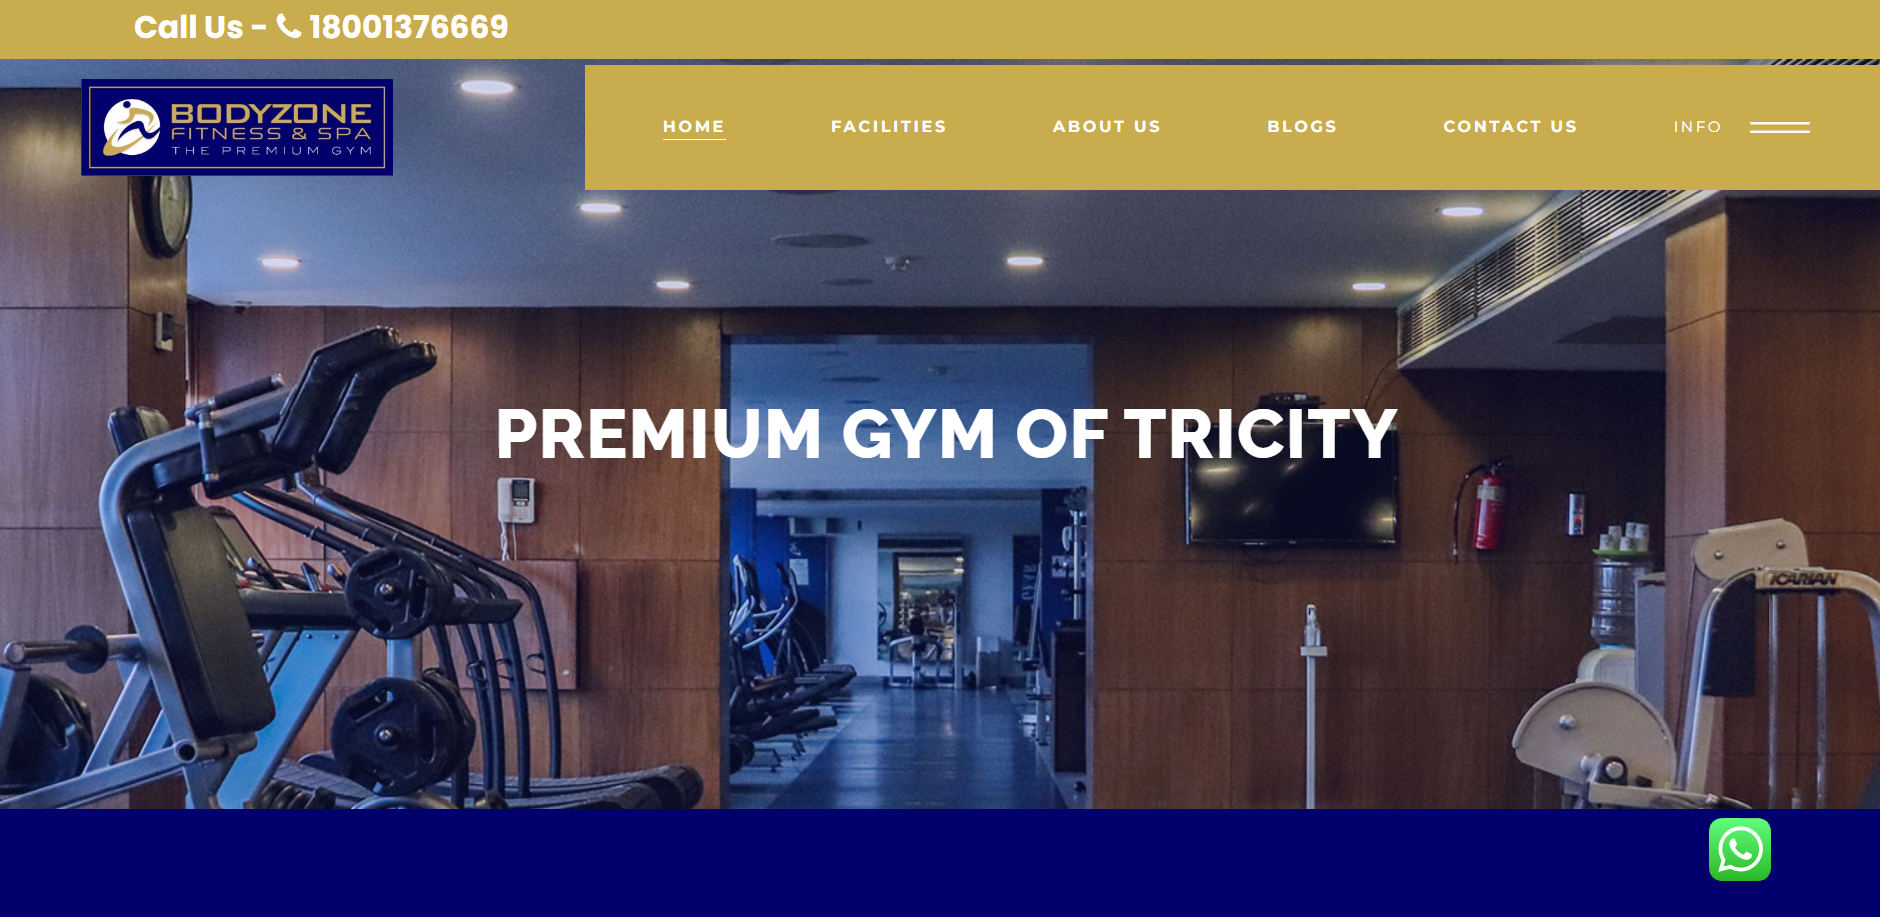 Call Us - 18001376669
BODYZONE
FITNESS & SPA
THE PREMIUM GYM
HOME
FACILITIES
ABOUT US
BLOGS
CONTACT US
INFO
PREMIUM GYM OF TRICITY
ICARIAN